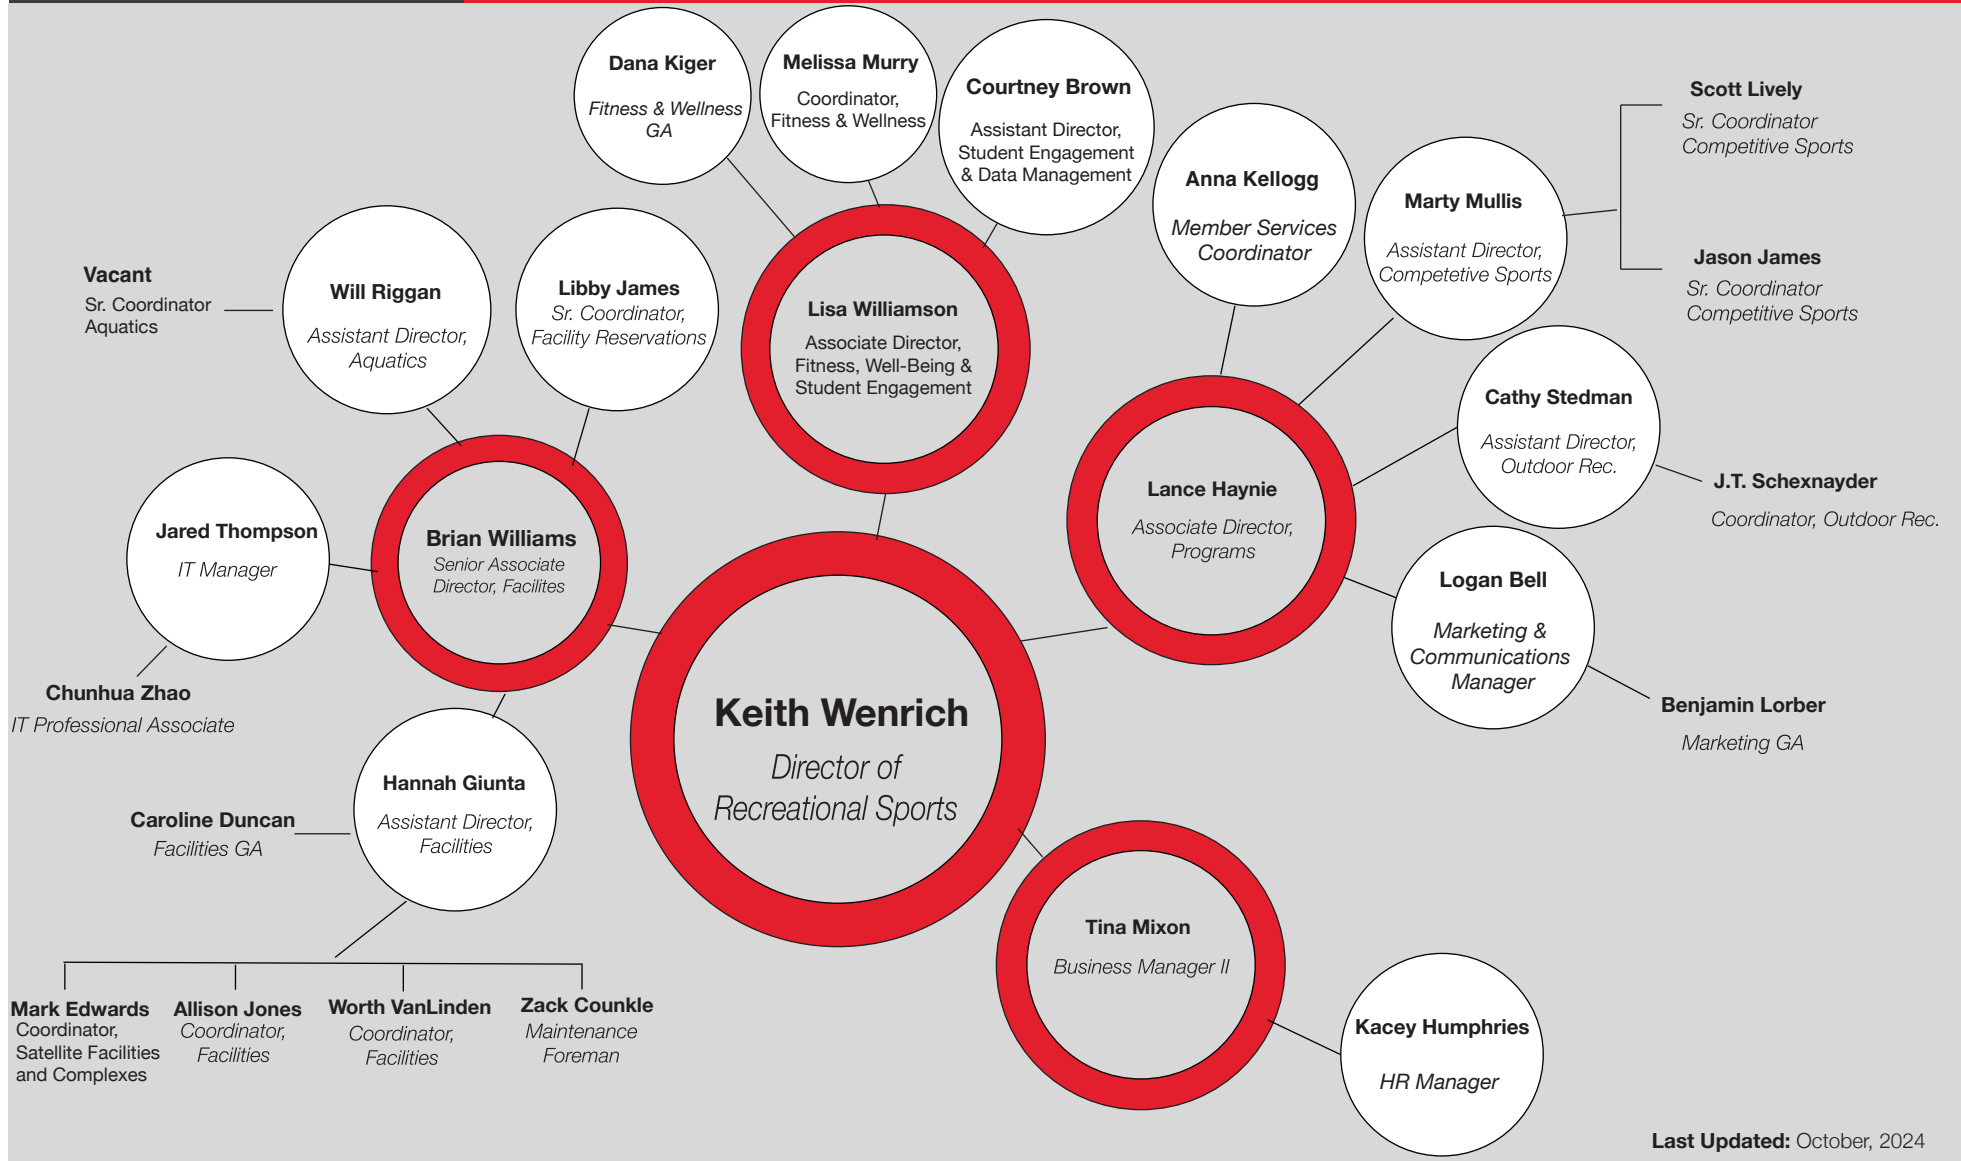 Dana Kiger
Fitness & Wellness
GA
Melissa Murry
Coordinator,
Fitness & Wellness
Courtney Brown
Assistant Director,
Student Engagement
& Data Management
Anna Kellogg
Member Services
Coordinator
Marty Mullis
Assistant Director,
Competetive Sports
Scott Lively
Sr. Coordinator
Competitive Sports
Jason James
Sr. Coordinator
Competitive Sports
Vacant
Sr. Coordinator
Aquatics
Will Riggan
Assistant Director,
Aquatics
Libby James
Sr. Coordinator,
Facility Reservations
Lisa Williamson
Associate Director,
Fitness, Well-Being &
Student Engagement
Cathy Stedman
Assistant Director,
Outdoor Rec.
J.T. Schexnayder
Coordinator, Outdoor Rec.
Lance Haynie
Associate Director,
Programs
Jared Thompson
IT Manager
Brian Williams
Senior Associate
Director, Facilites
Logan Bell
Marketing &
Communications
Manager
Chunhua Zhao
IT Professional Associate
Keith Wenrich
Director of
Recreational Sports
Benjamin Lorber
Marketing GA
Hannah Giunta
Assistant Director,
Facilities
Caroline Duncan
Facilities GA
Tina Mixon
Business Manager II
Mark Edwards
Coordinator,
Satellite Facilities
and Complexes
Allison Jones
Coordinator,
Facilities
Worth VanLinden
Coordinator,
Facilities
Zack Counkle
Maintenance
Foreman
Kacey Humphries
HR Manager
Last Updated: October, 2024